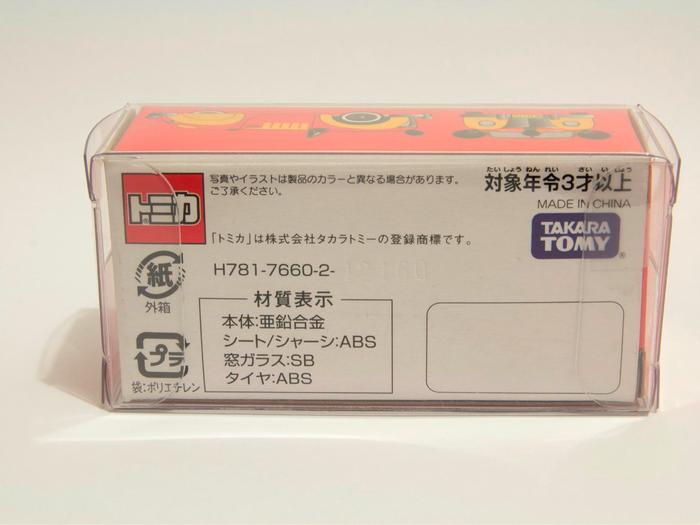 写真やイラストは製品のカラーと異なる場合があります。
ご了承ください。
たいしょうねんれい さいいじょう
対象年令3才以上
MADE IN CHINA
トミカ
TAKARA
TOMY
「トミカ」は株式会社タカラトミーの登録商標です。
H781-7660-2-
紙
外箱
材質表示
本体:亜鉛合金
シート/シャーシ:ABS
窓ガラス:SB
タイヤ:ABS
プラ
袋:ポリエチレン